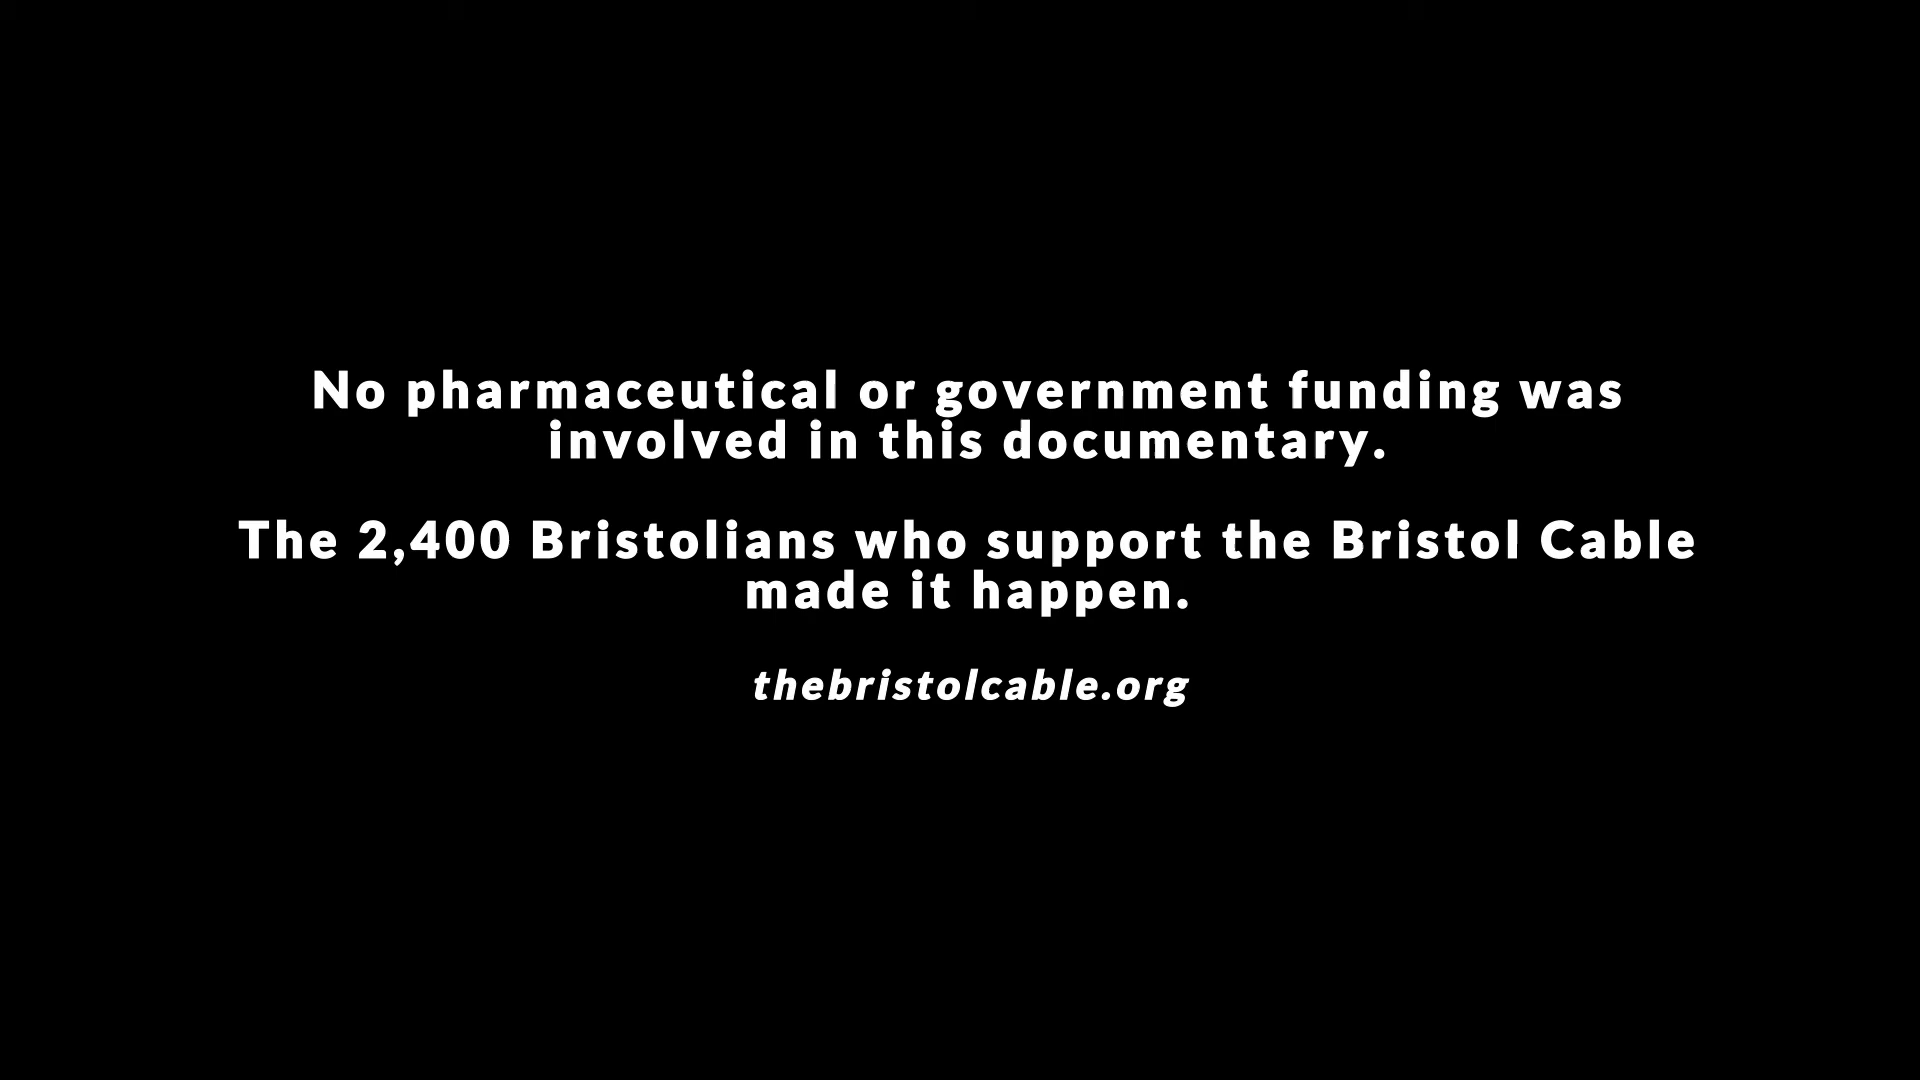 No pharmaceutical or government funding was
involved in this documentary.
The 2,400 Bristolians who support the Bristol Cable
made it happen.
thebristolcable.org